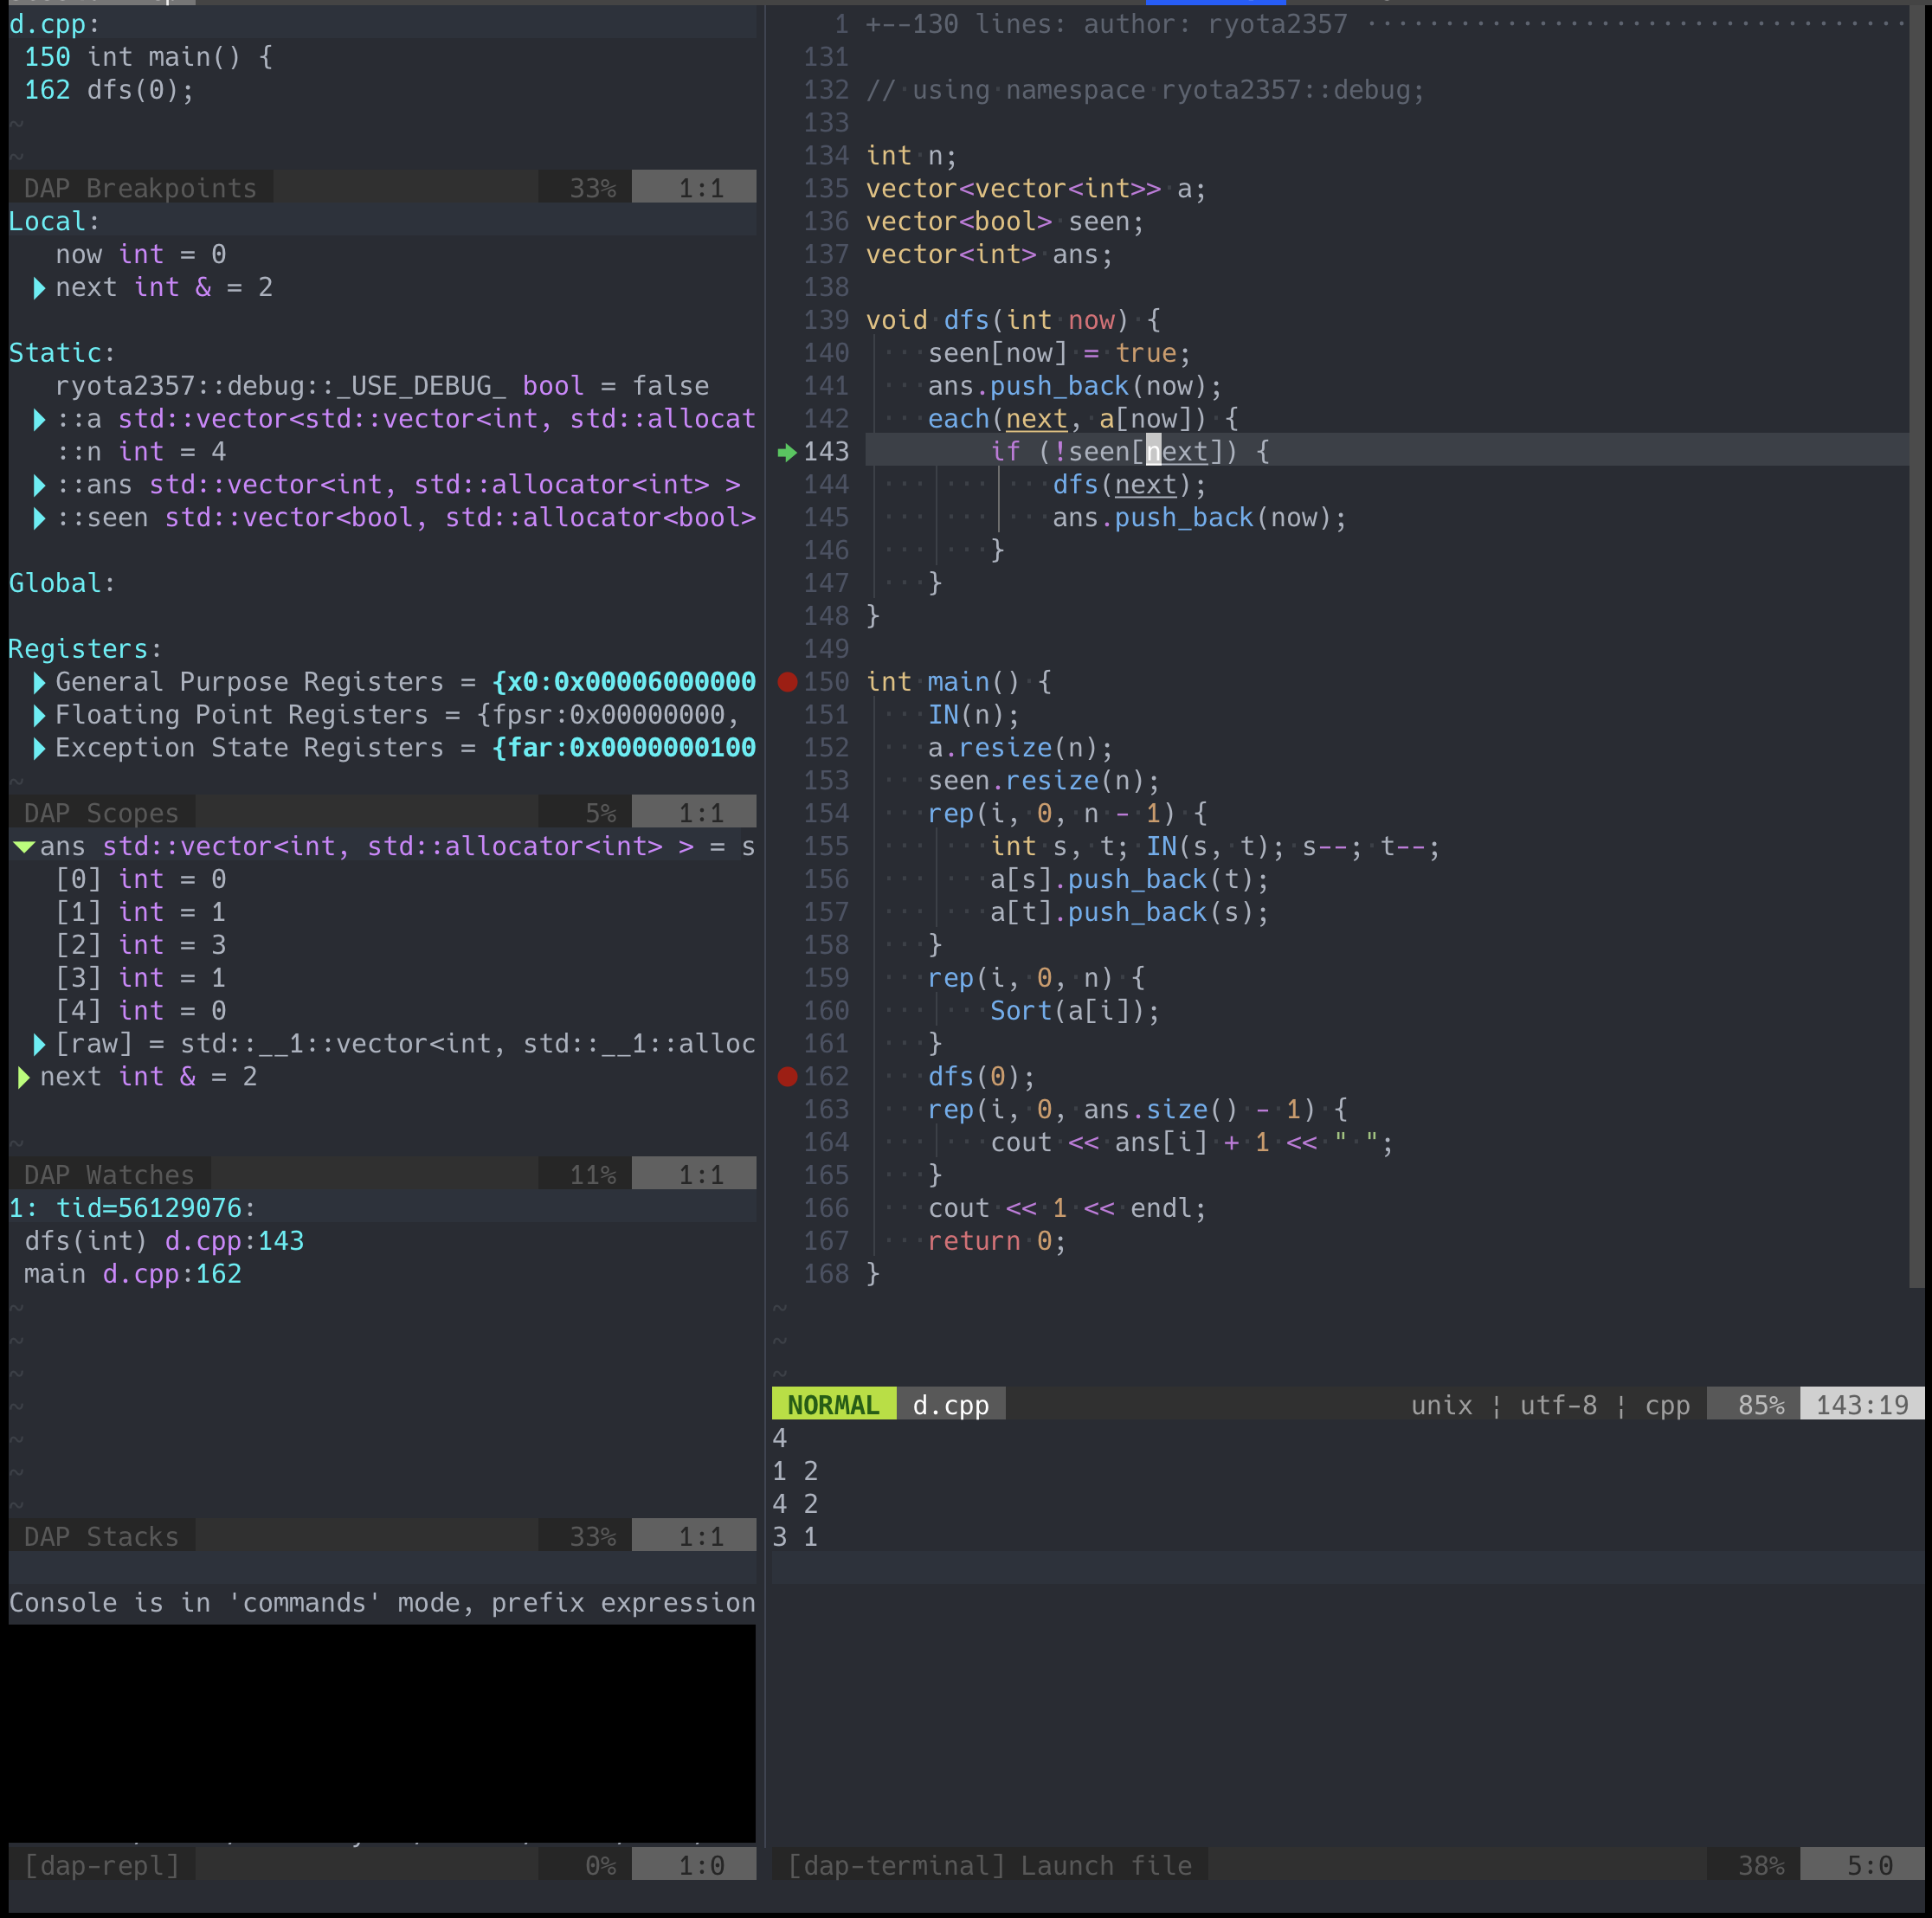 d.cpp:
150 int main() {
162 dfs(0);
~
~
DAP Breakpoints 33% 1:1
Local:
now int = 0
▶next int & = 2
Static:
ryota2357::debug::_USE_DEBUG_ bool = false
▶::a std::vector<std::vector<int, std::allocat
::n int = 4
▶::ans std::vector<int, std::allocator<int> >
▶::seen std::vector<bool, std::allocator<bool>
Global:
Registers:
▶General Purpose Registers = {x0:0x00006000000
▶Floating Point Registers = {fpsr:0x00000000,
▶Exception State Registers = {far:0x0000000100
~
DAP Scopes 5% 1:1
▼ans std::vector<int, std::allocator<int> > = s
[0] int = 0
[1] int = 1
[2] int = 3
[3] int = 1
[4] int = 0
▶[raw] = std::__1::vector<int, std::__1::alloc
▶next int & = 2
~
DAP Watches 11% 1:1
1: tid=56129076:
dfs(int) d.cpp:143
main d.cpp:162
~
~
~
~
~
~
~
DAP Stacks 33% 1:1
Console is in 'commands' mode, prefix expression
[dap-repl] 0% 1:0
1 +--130 lines: author: ryota2357 ··································
131
132 // using namespace ryota2357::debug;
133
134 int n;
135 vector<vector<int>> a;
136 vector<bool> seen;
137 vector<int> ans;
138
139 void dfs(int now) {
140 seen[now] = true;
141 ans.push_back(now);
142 each(next, a[now]) {
143 if (!seen[next]) {
144 dfs(next);
145 ans.push_back(now);
146 }
147 }
148 }
149
150 int main() {
151 IN(n);
152 a.resize(n);
153 seen.resize(n);
154 rep(i, 0, n - 1) {
155 int s, t; IN(s, t); s--; t--;
156 a[s].push_back(t);
157 a[t].push_back(s);
158 }
159 rep(i, 0, n) {
160 Sort(a[i]);
161 }
162 dfs(0);
163 rep(i, 0, ans.size() - 1) {
164 cout << ans[i] + 1 << " ";
165 }
166 cout << 1 << endl;
167 return 0;
168 }
~
~
~
NORMAL d.cpp unix ¦ utf-8 ¦ cpp 85% 143:19
4
1 2
4 2
3 1
[dap-terminal] Launch file 38% 5:0